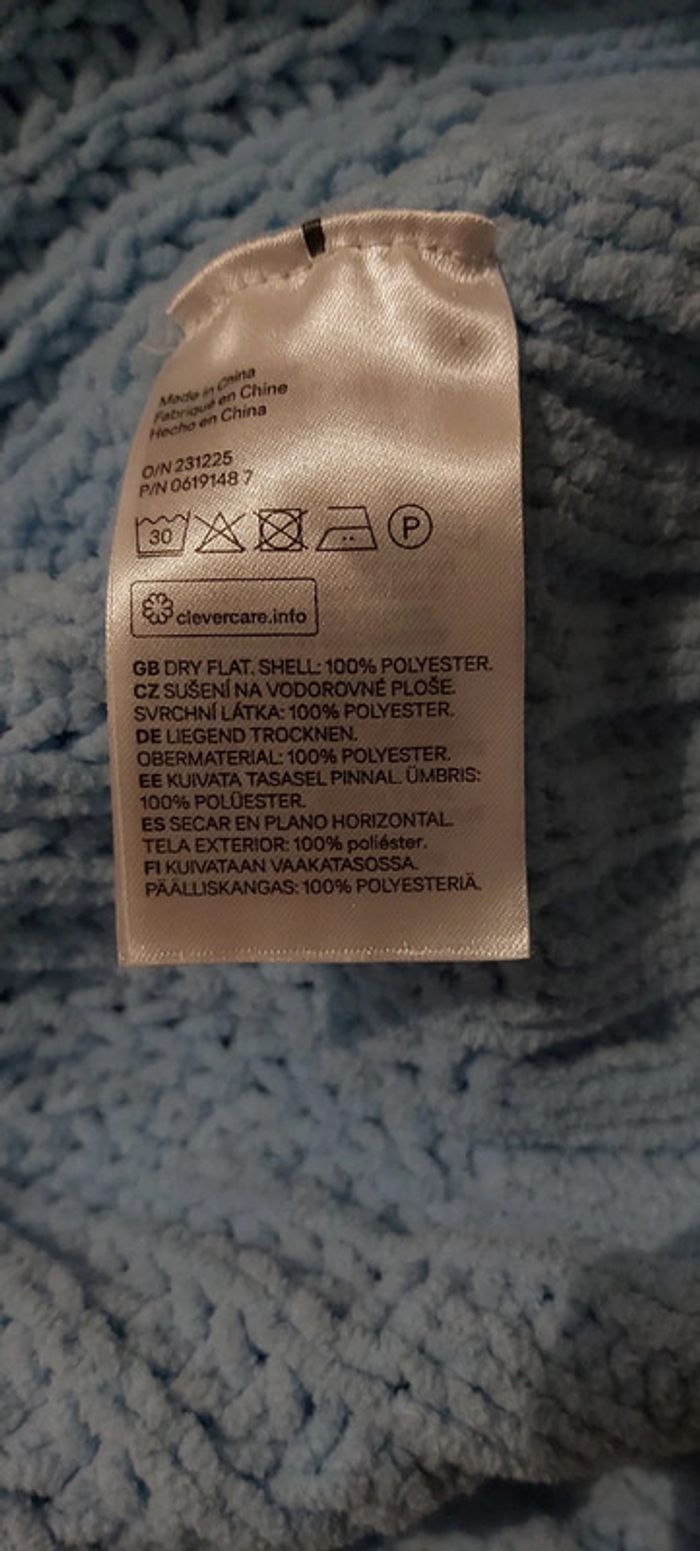 Made in China
Fabriqué en Chine
Hecho en China
O/N 231225
P/N 0619148 7
30
P
clevercare.info
GB DRY FLAT. SHELL: 100% POLYESTER.
CZ SUŠENÍ NA VODOROVNÉ PLOŠE.
SVRCHNÍ LÁTKA: 100% POLYESTER.
DE LIEGEND TROCKNEN.
OBERMATERIAL: 100% POLYESTER.
EE KUIVATA TASASEL PINNAL. ÜMBRIS:
100% POLÜESTER.
ES SECAR EN PLANO HORIZONTAL.
TELA EXTERIOR: 100% poliéster.
FI KUIVATAAN VAAKATASOSSA.
PÄÄLLISKANGAS: 100% POLYESTERIÄ.